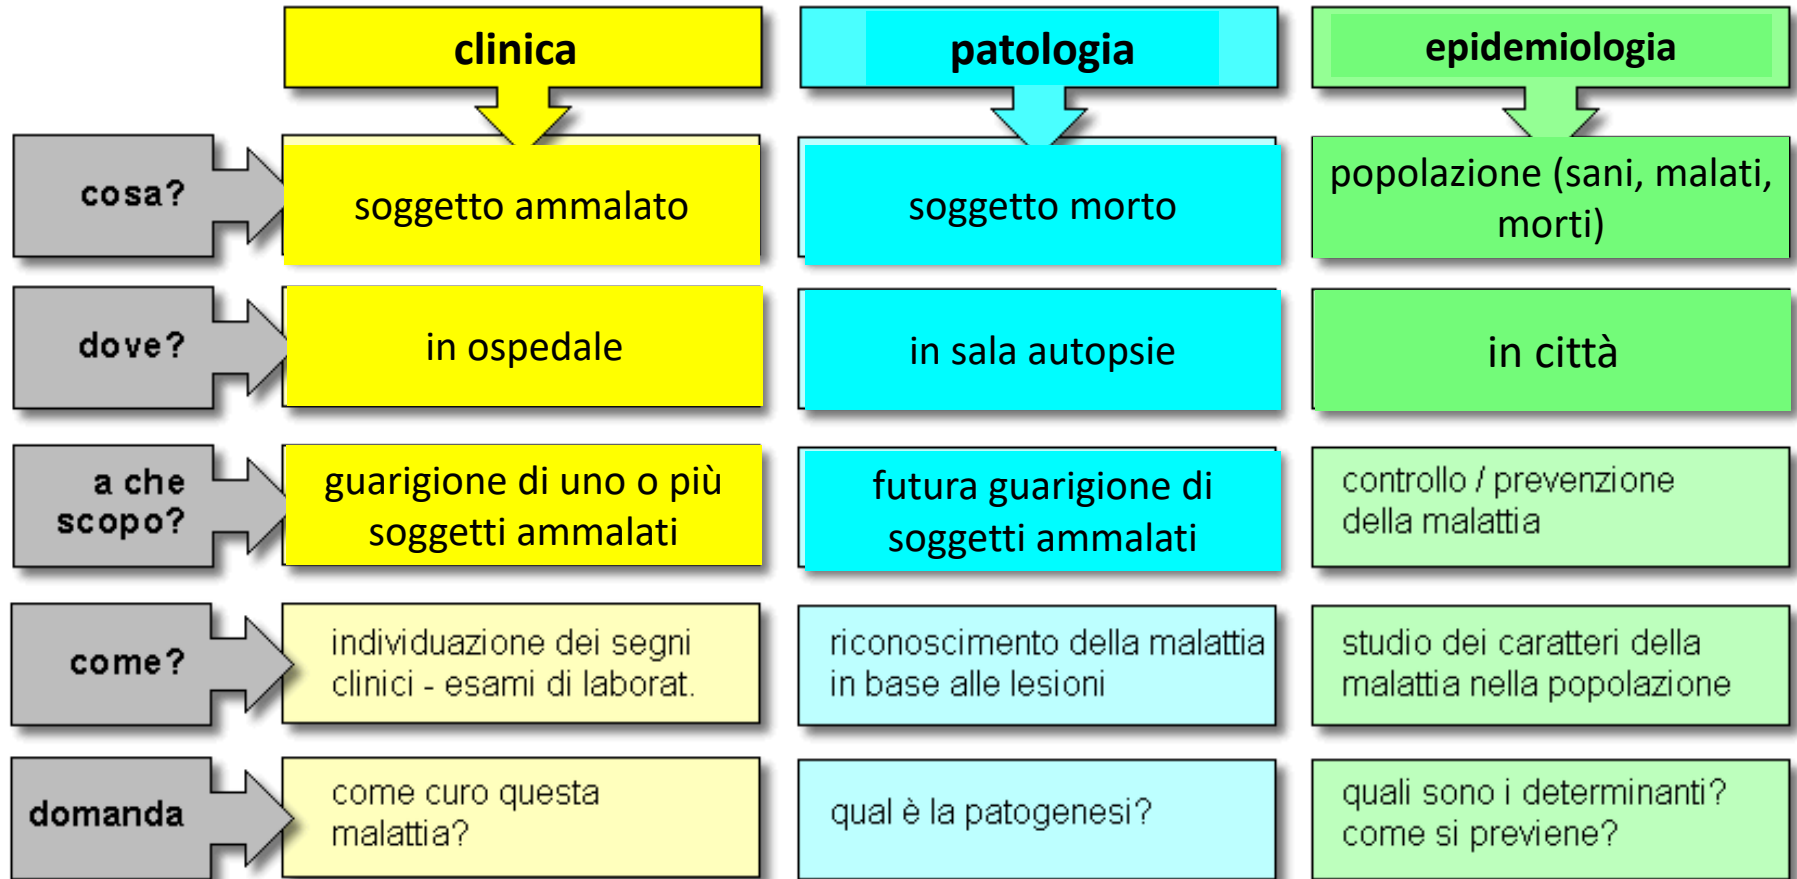 clinica
patologia
epidemiologia
cosa?
soggetto ammalato
soggetto morto
popolazione (sani, malati,
morti)
dove?
in ospedale
in sala autopsie
in città
a che
scopo?
guarigione di uno o più
soggetti ammalati
futura guarigione di
soggetti ammalati
controllo / prevenzione
della malattia
come?
individuazione dei segni
clinici - esami di laborat.
riconoscimento della malattia
in base alle lesioni
studio dei caratteri della
malattia nella popolazione
domanda
come curo questa
malattia?
qual è la patogenesi?
quali sono i determinanti?
come si previene?